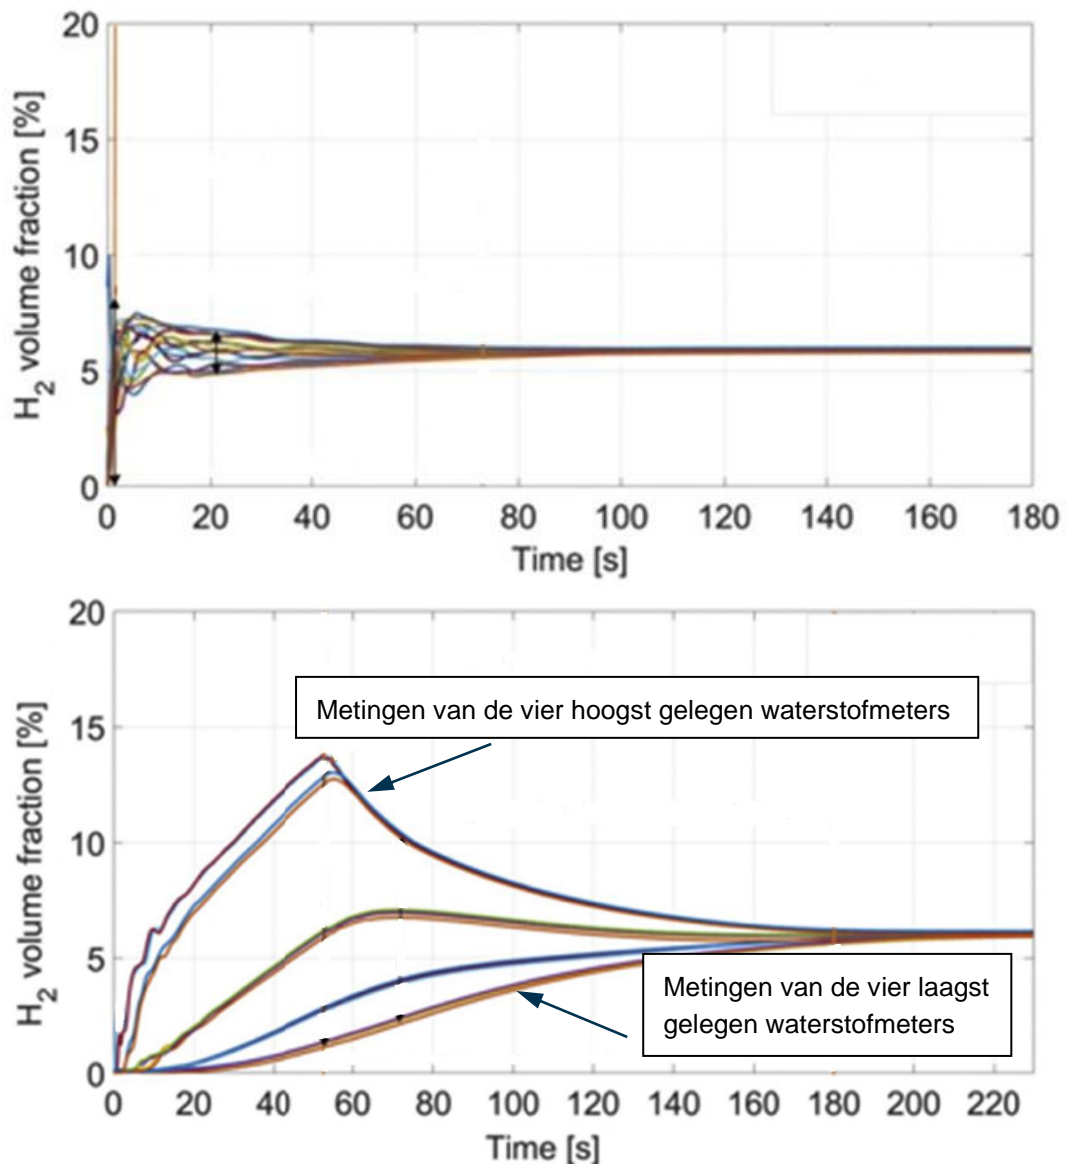 H2 volume fraction [%]
20
15
10
5
0
0 20 40 60 80 100 120 140 160 180
Time [s]
H2 volume fraction [%]
20
15
10
5
0
Metingen van de vier hoogst gelegen waterstofmeters
Metingen van de vier laagst
gelegen waterstofmeters
0 20 40 60 80 100 120 140 160 180 200 220
Time [s]